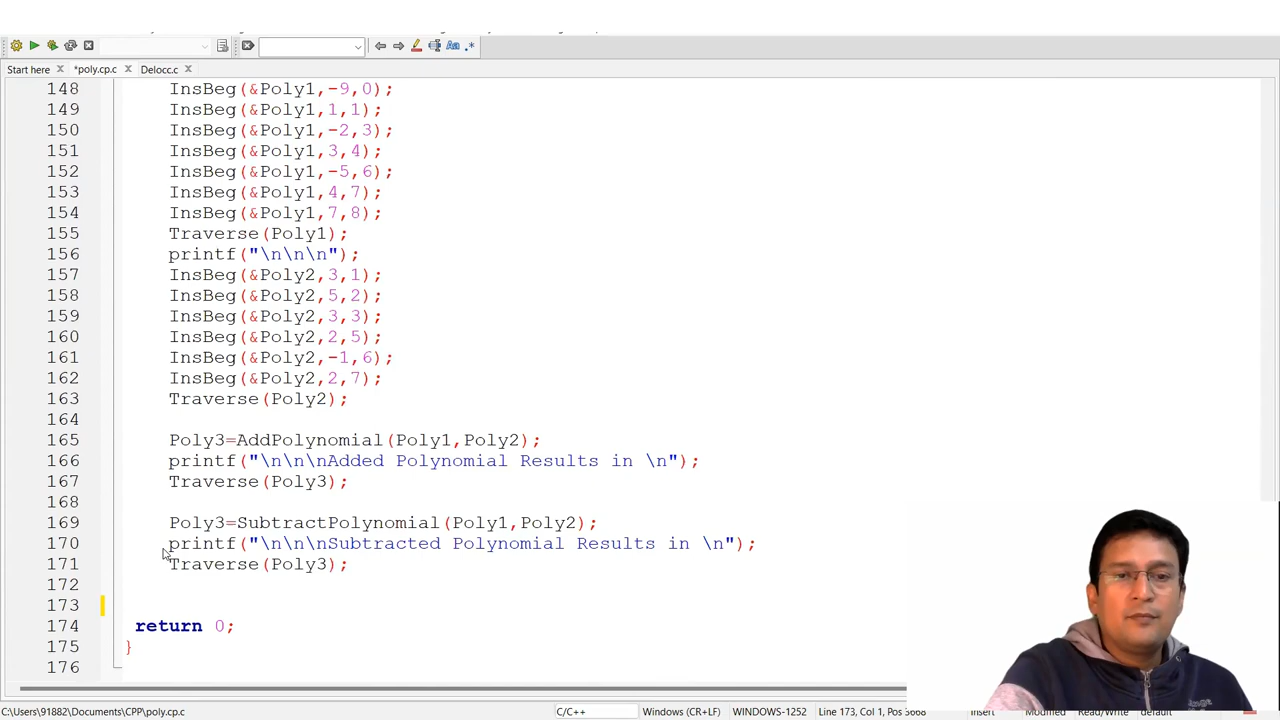 Start here
*poly.cp.c
Delocc.c
148 InsBeg(&Poly1,-9,0);
149 InsBeg(&Poly1,1,1);
150 InsBeg(&Poly1,-2,3);
151 InsBeg(&Poly1,3,4);
152 InsBeg(&Poly1,-5,6);
153 InsBeg(&Poly1,4,7);
154 InsBeg(&Poly1,7,8);
155 Traverse(Poly1);
156 printf("\n\n\n");
157 InsBeg(&Poly2,3,1);
158 InsBeg(&Poly2,5,2);
159 InsBeg(&Poly2,3,3);
160 InsBeg(&Poly2,2,5);
161 InsBeg(&Poly2,-1,6);
162 InsBeg(&Poly2,2,7);
163 Traverse(Poly2);
164
165 Poly3=AddPolynomial(Poly1,Poly2);
166 printf("\n\n\nAdded Polynomial Results in \n");
167 Traverse(Poly3);
168
169 Poly3=SubtractPolynomial(Poly1,Poly2);
170 printf("\n\n\nSubtracted Polynomial Results in \n");
171 Traverse(Poly3);
172
173
174 return 0;
175 }
176
C:\Users\91882\Documents\CPP\poly.cp.c C/C++ Windows (CR+LF) WINDOWS-1252 Line 173, Col 1, Pos 3668 Insert Modified Read/Write default